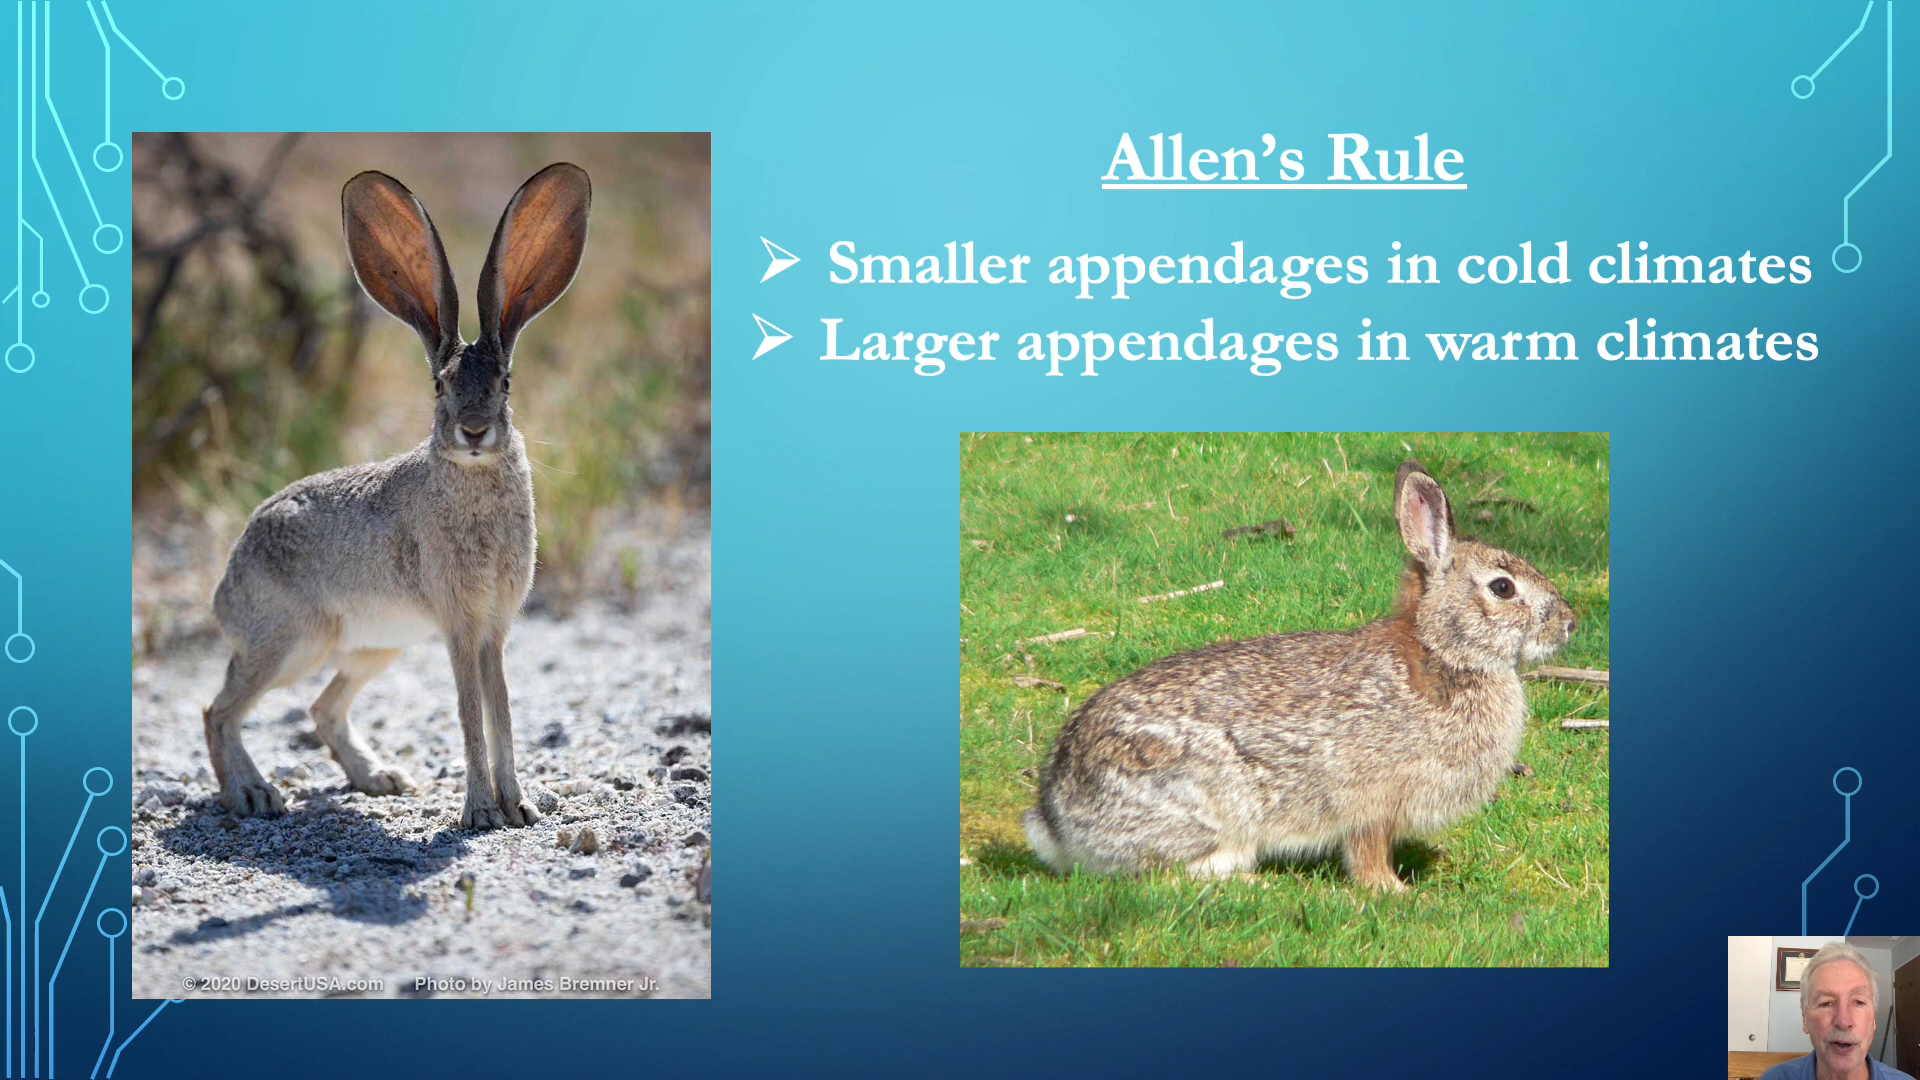 Allen’s Rule
➢ Smaller appendages in cold climates
➢ Larger appendages in warm climates
© 2020 DesertUSA.com Photo by James Bremner Jr.